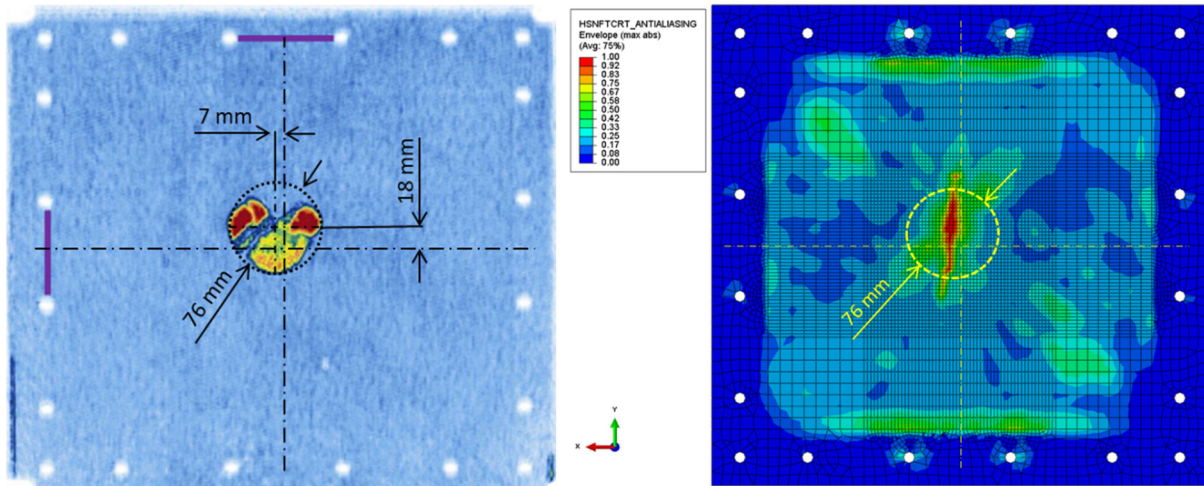 7 mm
18 mm
76 mm
HSNFTCRT_ANTIALIASING
Envelope (max abs)
(Avg: 75%)
1.00
0.92
0.83
0.75
0.67
0.58
0.50
0.42
0.33
0.25
0.17
0.08
0.00
Y
X
76 mm